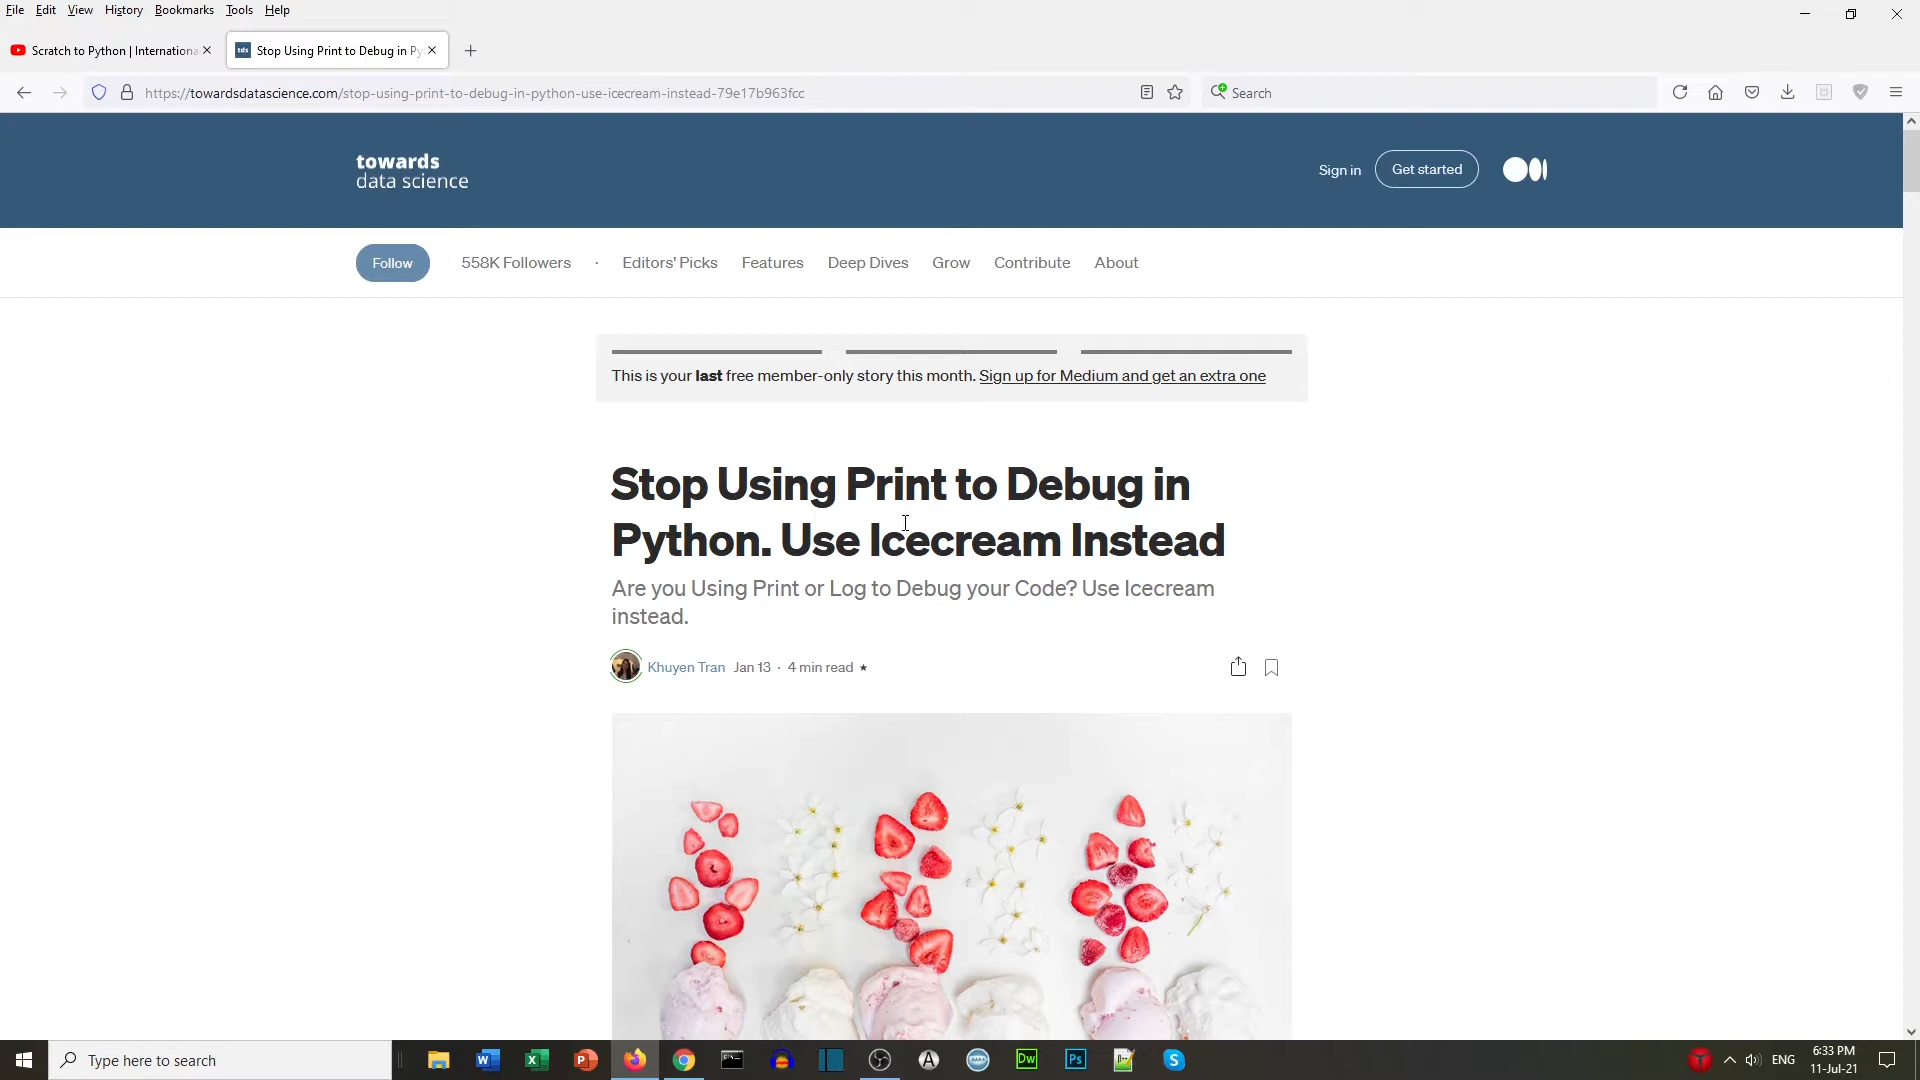 File Edit View History Bookmarks Tools Help
Scratch to Python | Internationa
tds Stop Using Print to Debug in Py
https://towardsdatascience.com/stop-using-print-to-debug-in-python-use-icecream-instead-79e17b963fcc
Search
towards
data science
Sign in
Get started
Follow
558K Followers · Editors' Picks Features Deep Dives Grow Contribute About
This is your last free member-only story this month. Sign up for Medium and get an extra one
Stop Using Print to Debug in
Python. Use Icecream Instead
Are you Using Print or Log to Debug your Code? Use Icecream
instead.
Khuyen Tran Jan 13 · 4 min read ★
Type here to search
Dw
Ps
ENG
6:33 PM
11-Jul-21